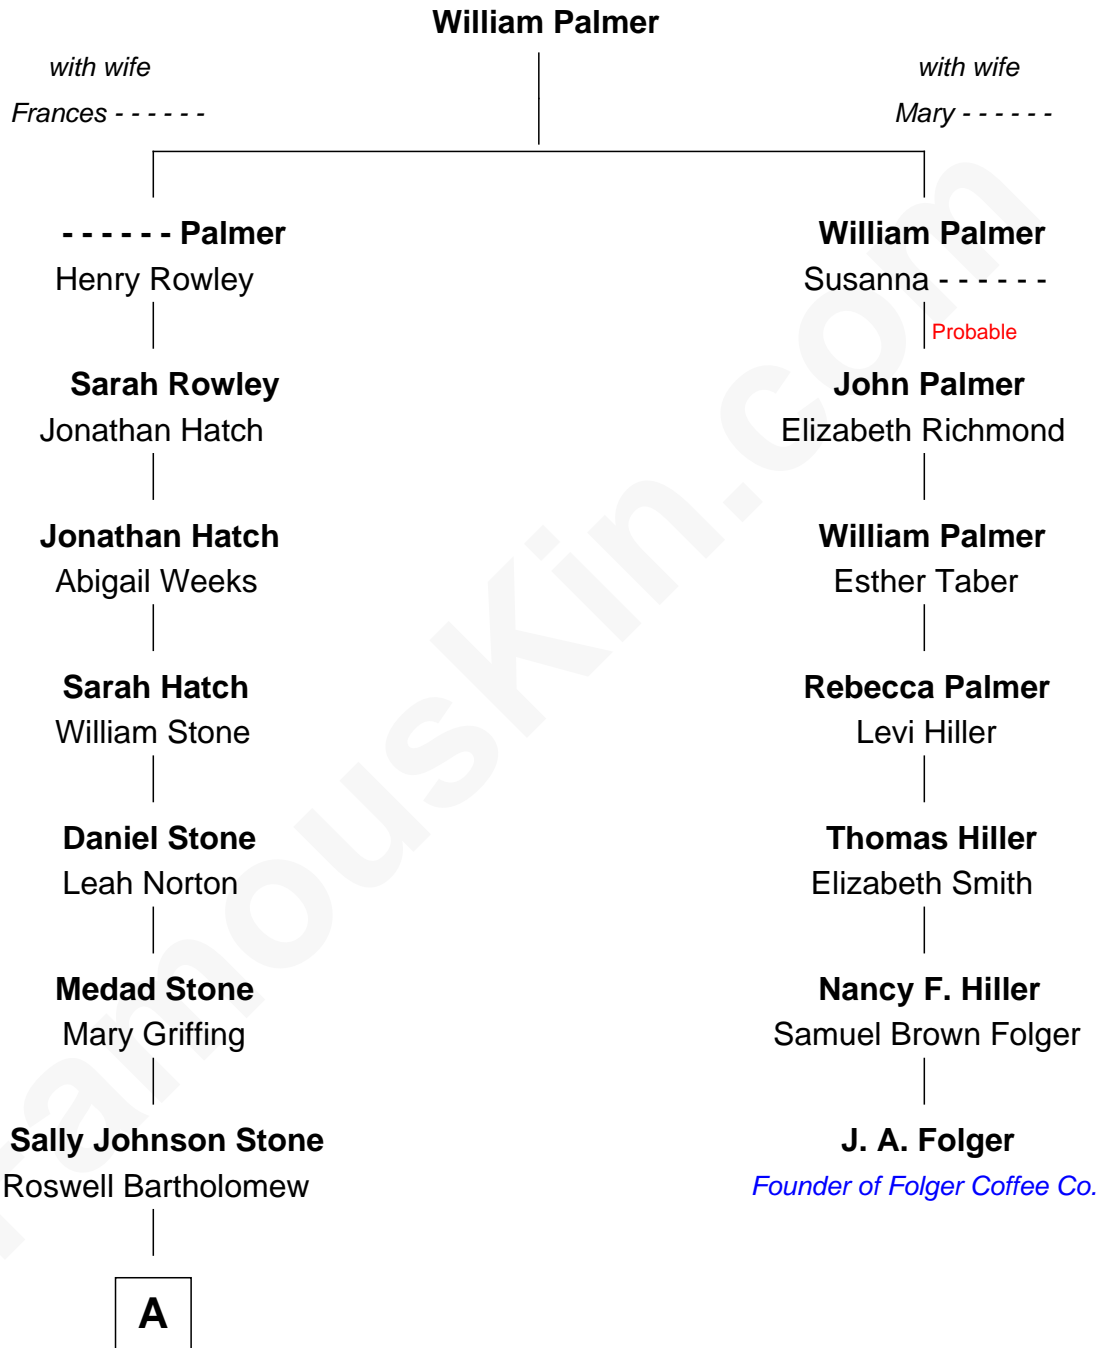 William Palmer
with wife
Frances - - - - - -
with wife
Mary - - - - - -
- - - - - - Palmer
Henry Rowley
William Palmer
Susanna - - - - - -
Probable
Sarah Rowley
Jonathan Hatch
John Palmer
Elizabeth Richmond
Jonathan Hatch
Abigail Weeks
William Palmer
Esther Taber
Sarah Hatch
William Stone
Rebecca Palmer
Levi Hiller
Daniel Stone
Leah Norton
Thomas Hiller
Elizabeth Smith
Medad Stone
Mary Griffing
Nancy F. Hiller
Samuel Brown Folger
Sally Johnson Stone
Roswell Bartholomew
J. A. Folger
Founder of Folger Coffee Co.
A
FamousKin.com